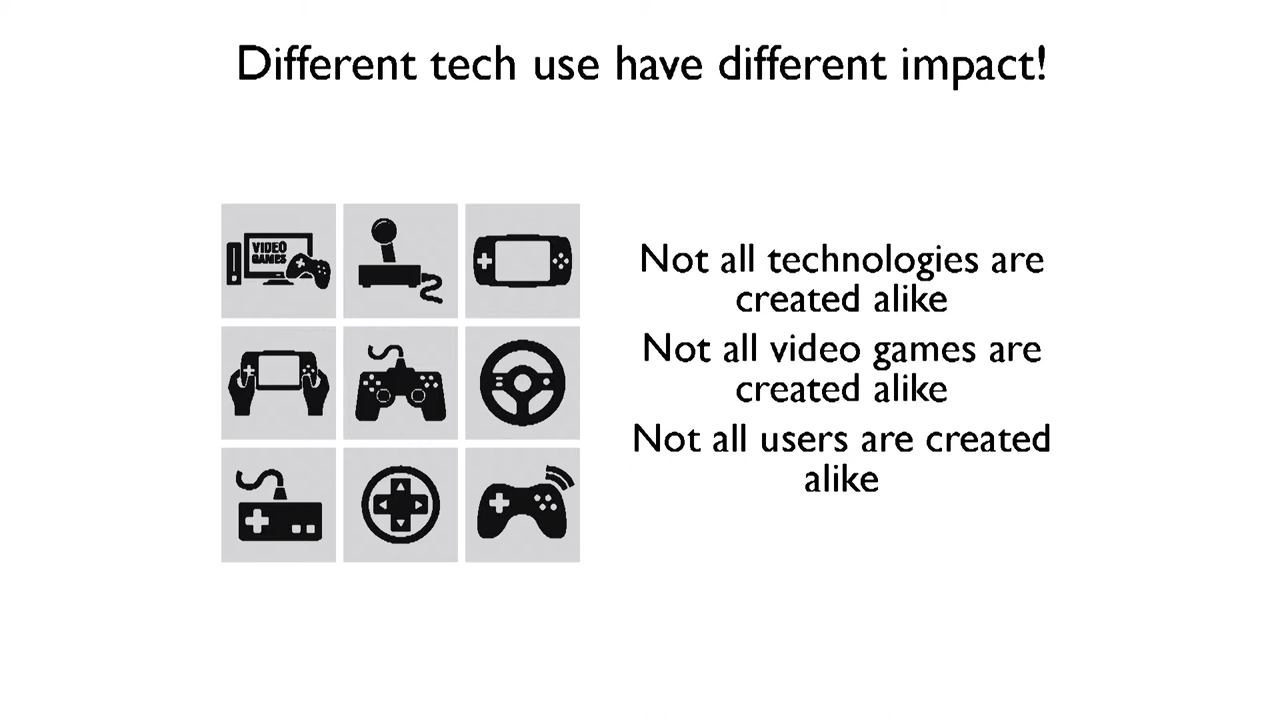 Different tech use have different impact!
VIDEO
GAMES
Not all technologies are
created alike
Not all video games are
created alike
Not all users are created
alike